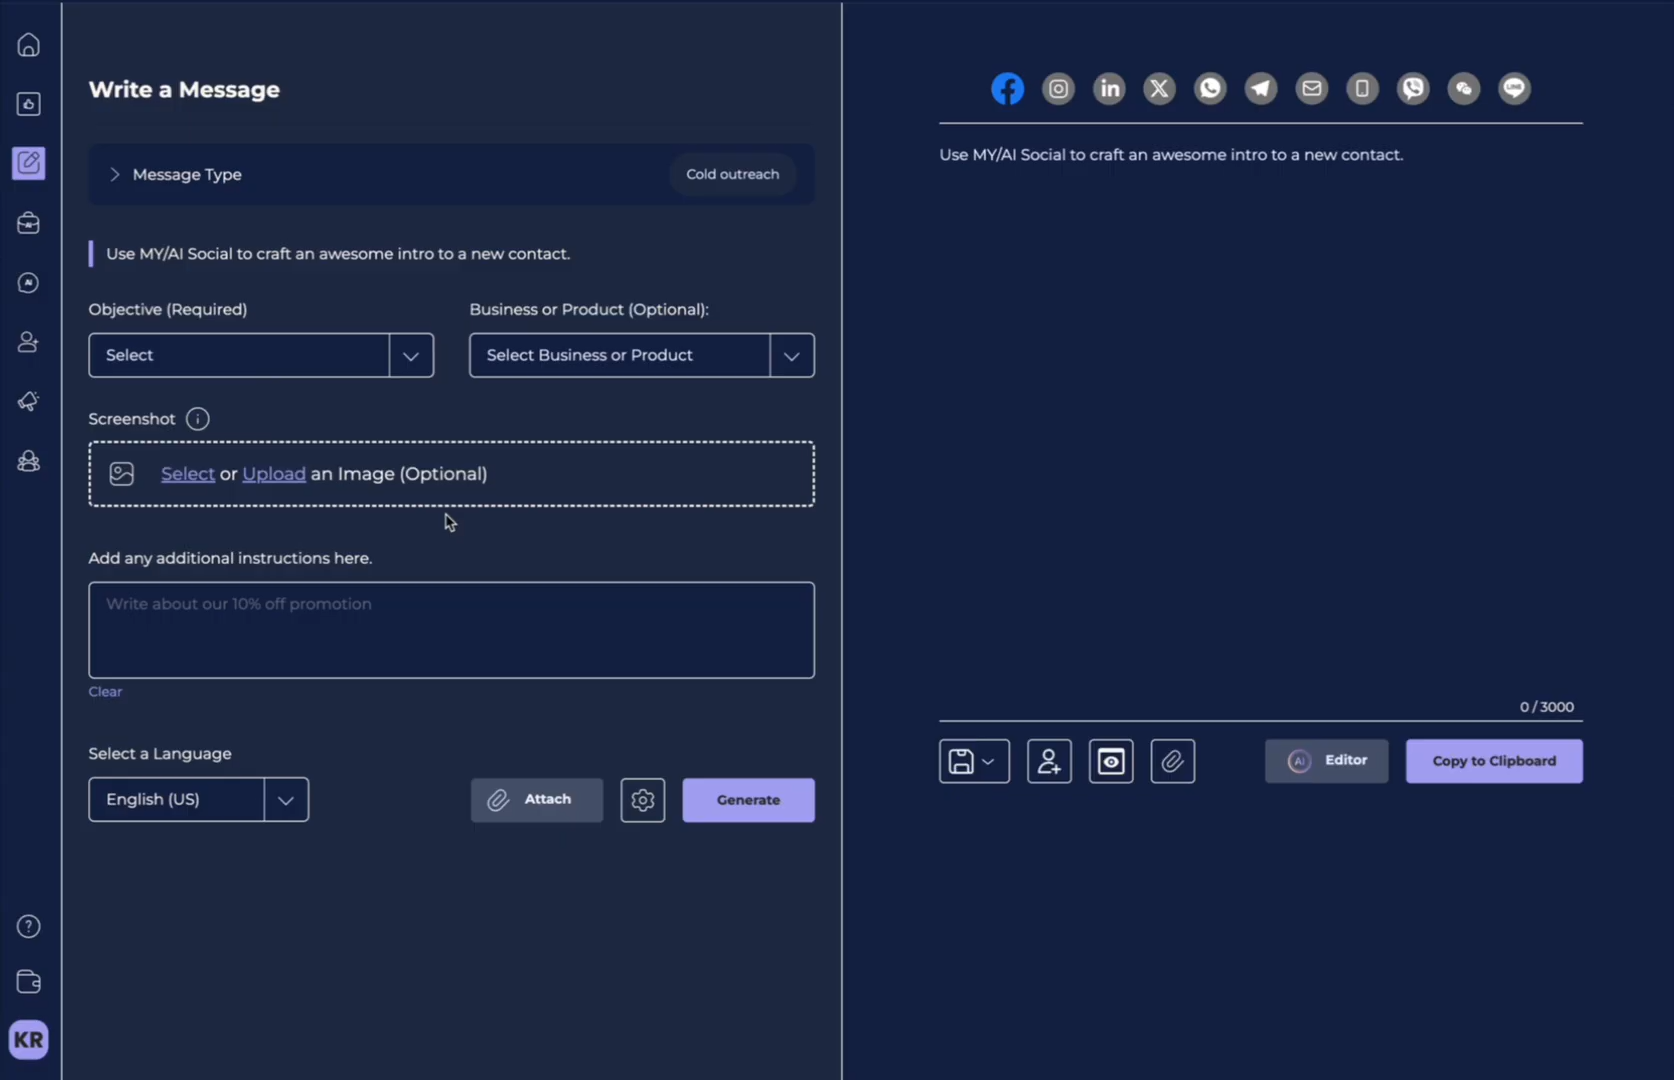 Write a Message
Message Type
Cold outreach
Use MY/AI Social to craft an awesome intro to a new contact.
Objective (Required)
Business or Product (Optional):
Select
Select Business or Product
Screenshot
Select or Upload an Image (Optional)
Add any additional instructions here.
Write about our 10% off promotion
Clear
Select a Language
English (US)
Attach
Generate
KR
in
LINE
Use MY/AI Social to craft an awesome intro to a new contact.
0 / 3000
AI
Editor
Copy to Clipboard